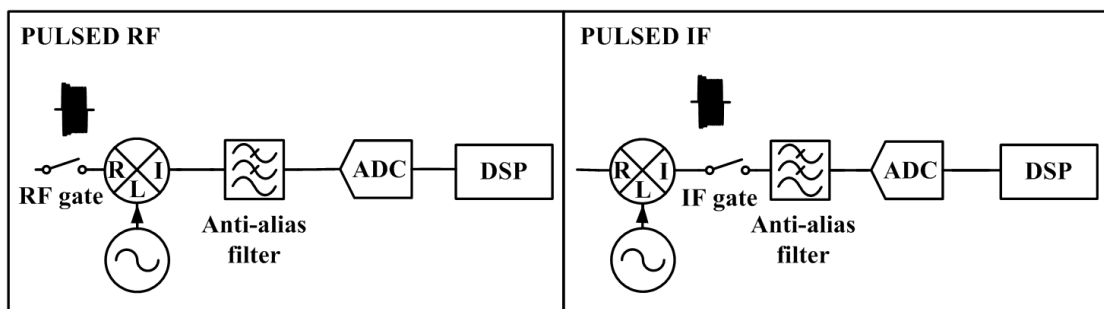 PULSED RF
R I
L
RF gate
Anti-alias
filter
ADC
DSP
PULSED IF
R I
L
IF gate
Anti-alias
filter
ADC
DSP